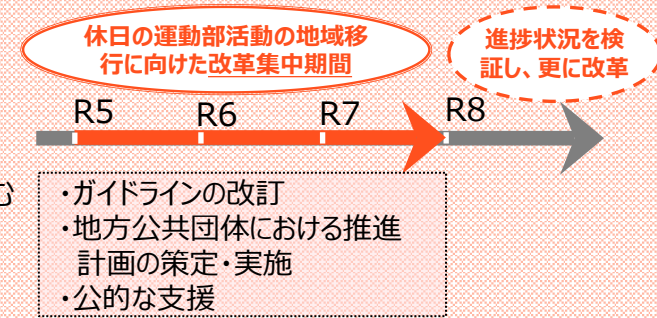 休日の運動部活動の地域移
行に向けた改革集中期間
進捗状況を検
証し、更に改革
R5 R6 R7 R8
む
・ガイドラインの改訂
・地方公共団体における推進
計画の策定・実施
・公的な支援